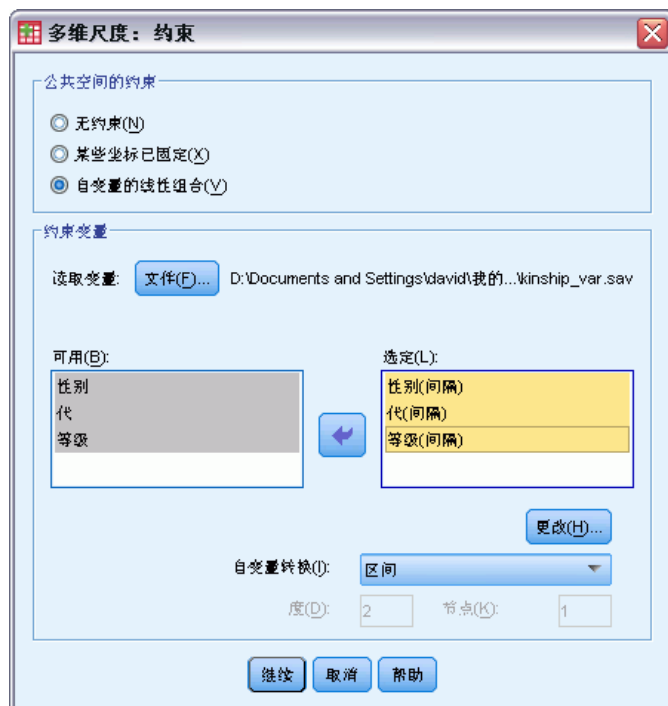 多维尺度：约束
公共空间的约束
无约束(N)
某些坐标已固定(X)
自变量的线性组合(V)
约束变量
读取变量: 文件(F)... D:\Documents and Settings\david\我的...\kinship_var.sav
可用(B): 选定(L):
性别 性别(间隔)
代 代(间隔)
等级 等级(间隔)
更改(H)...
自变量转换(I): 区间
度(D): 2 节点(K): 1
继续 取消 帮助